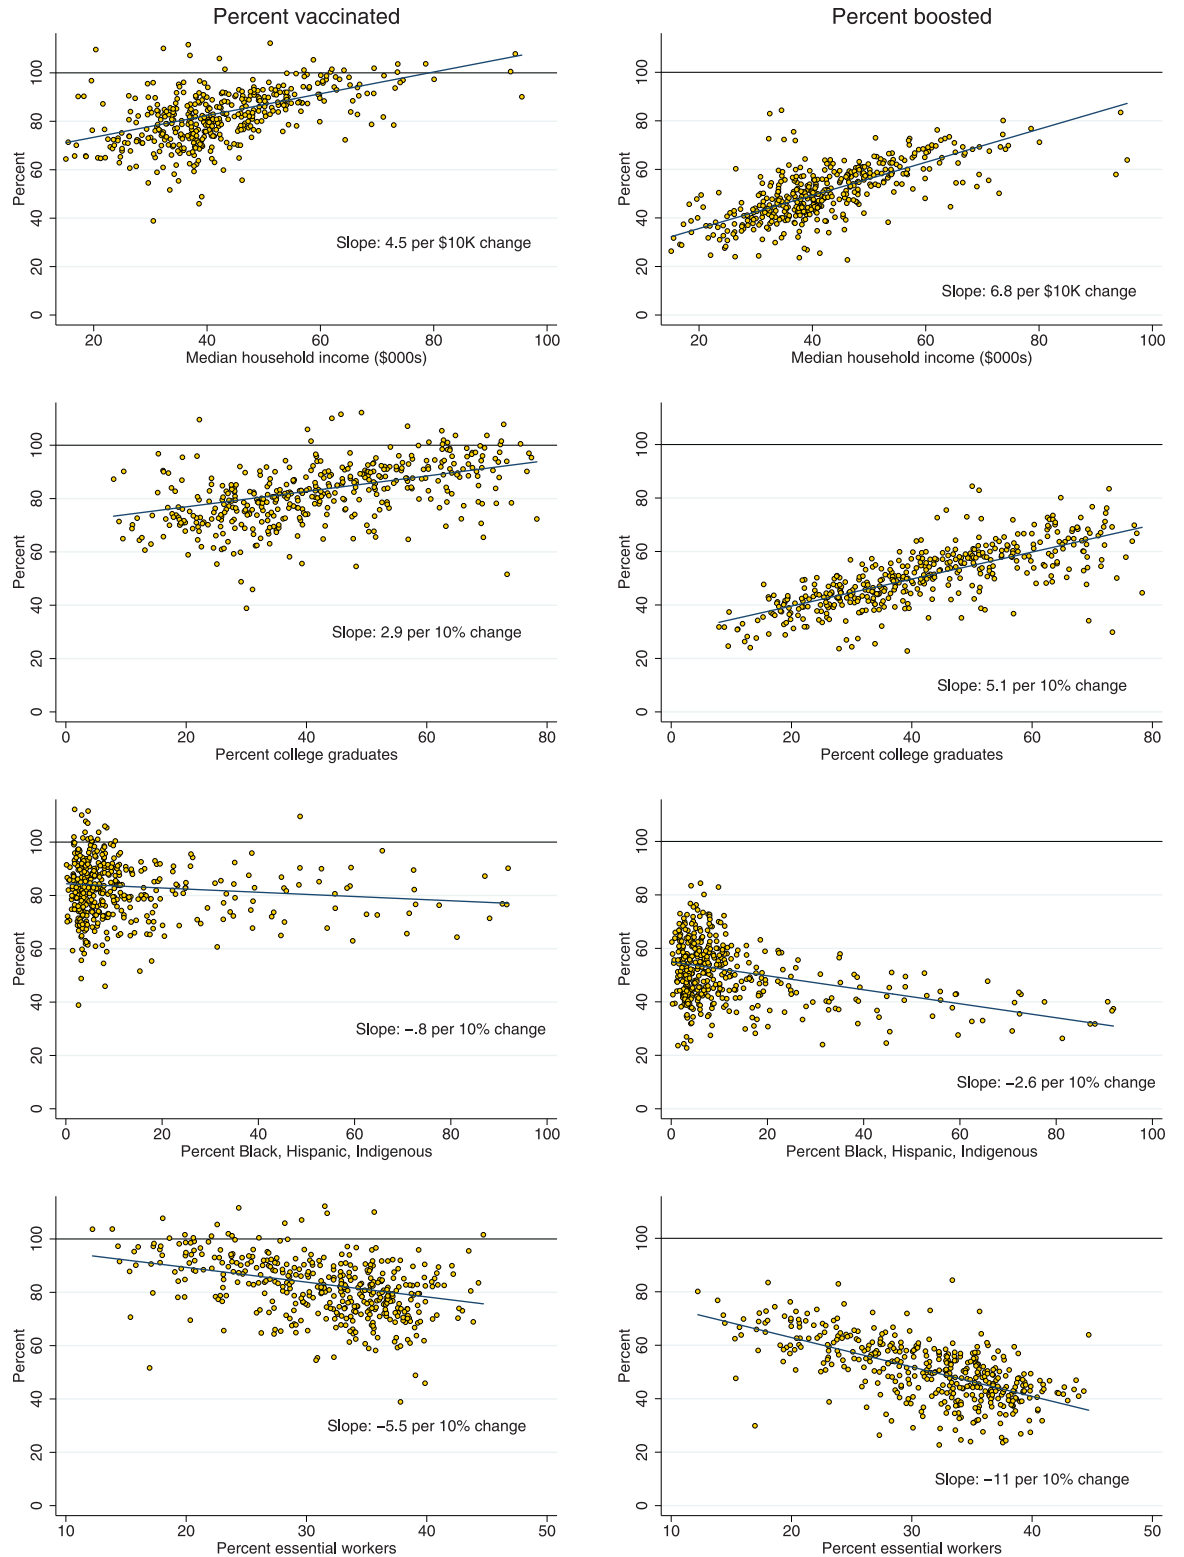 Percent vaccinated
Percent boosted
Percent
100
80
60
40
20
0
Slope: 4.5 per $10K change
20 40 60 80 100
Median household income ($000s)
Percent
100
80
60
40
20
0
Slope: 6.8 per $10K change
20 40 60 80 100
Median household income ($000s)
Percent
100
80
60
40
20
0
Slope: 2.9 per 10% change
0 20 40 60 80
Percent college graduates
Percent
100
80
60
40
20
0
Slope: 5.1 per 10% change
0 20 40 60 80
Percent college graduates
Percent
100
80
60
40
20
0
Slope: −.8 per 10% change
0 20 40 60 80 100
Percent Black, Hispanic, Indigenous
Percent
100
80
60
40
20
0
Slope: −2.6 per 10% change
0 20 40 60 80 100
Percent Black, Hispanic, Indigenous
Percent
100
80
60
40
20
0
Slope: −5.5 per 10% change
10 20 30 40 50
Percent essential workers
Percent
100
80
60
40
20
0
Slope: −11 per 10% change
10 20 30 40 50
Percent essential workers